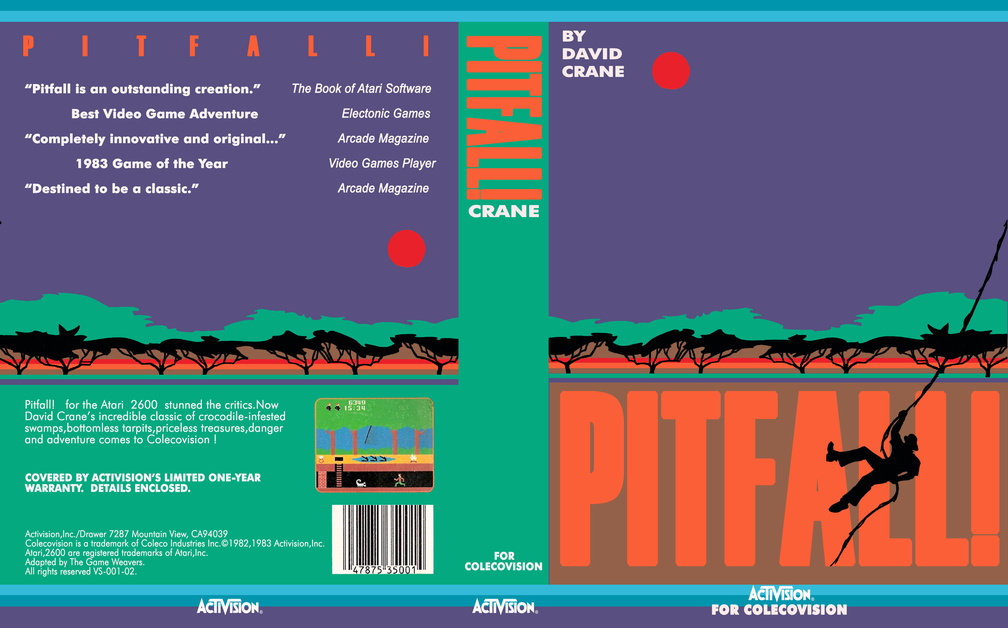 PITFALL!
"Pitfall is an outstanding creation." The Book of Atari Software
Best Video Game Adventure Electonic Games
"Completely innovative and original..." Arcade Magazine
1983 Game of the Year Video Games Player
"Destined to be a classic." Arcade Magazine
Pitfall! for the Atari 2600 stunned the critics.Now
David Crane's incredible classic of crocodile-infested
swamps,bottomless tarpits,priceless treasures,danger
and adventure comes to Colecovision !
COVERED BY ACTIVISION'S LIMITED ONE-YEAR
WARRANTY. DETAILS ENCLOSED.
Activision,Inc./Drawer 7287 Mountain View, CA94039
Colecovision is a trademark of Coleco Industries Inc.©1982,1983 Activision,Inc.
Atari,2600 are registered trademarks of Atari,Inc.
Adapted by The Game Weavers.
All rights reserved VS-001-02.
15:34
47875 35001
ACTIVISION®
PITFALL!
CRANE
FOR
COLECOVISION
ACTIVISION®
BY
DAVID
CRANE
PITFALL!
ACTIVISION®
FOR COLECOVISION